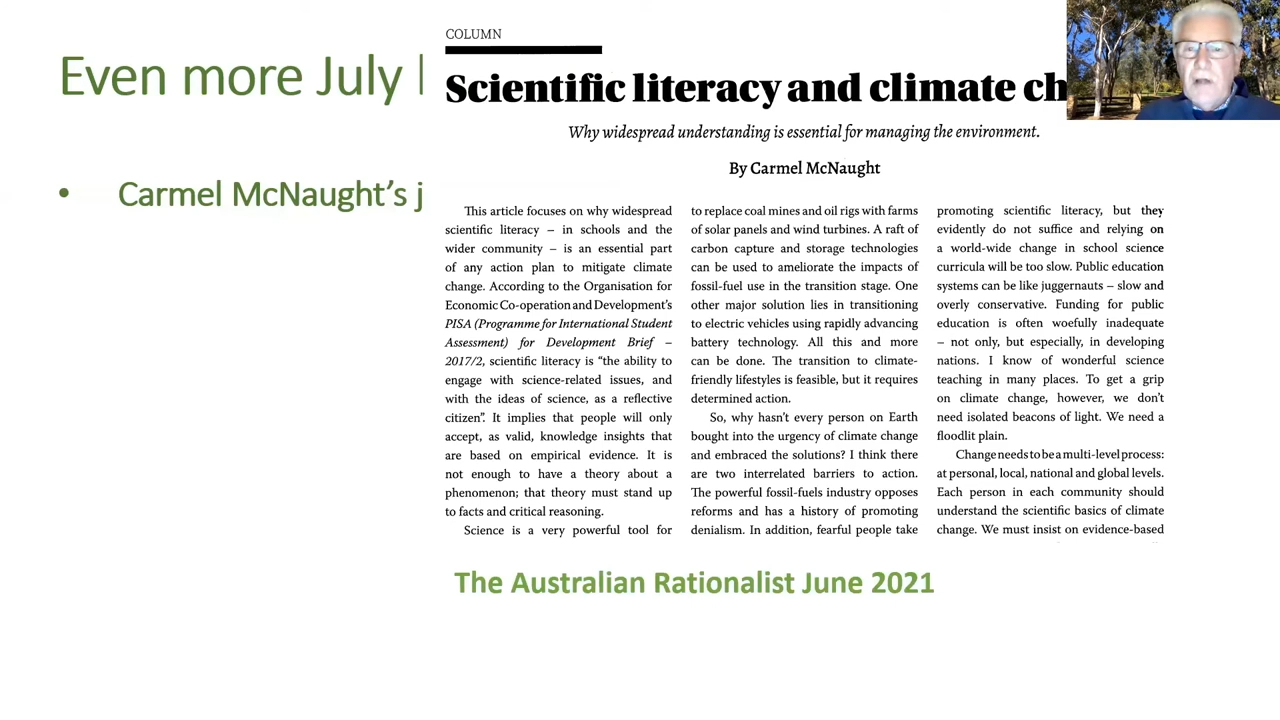 Even more July
Carmel McNaught's j
COLUMN
Scientific literacy and climate ch
Why widespread understanding is essential for managing the environment.
By Carmel McNaught
This article focuses on why widespread
scientific literacy – in schools and the
wider community – is an essential part
of any action plan to mitigate climate
change. According to the Organisation for
Economic Co-operation and Development's
PISA (Programme for International Student
Assessment) for Development Brief –
2017/2, scientific literacy is “the ability to
engage with science-related issues, and
with the ideas of science, as a reflective
citizen”. It implies that people will only
accept, as valid, knowledge insights that
are based on empirical evidence. It is
not enough to have a theory about a
phenomenon; that theory must stand up
to facts and critical reasoning.
Science is a very powerful tool for
to replace coal mines and oil rigs with farms
of solar panels and wind turbines. A raft of
carbon capture and storage technologies
can be used to ameliorate the impacts of
fossil-fuel use in the transition stage. One
other major solution lies in transitioning
to electric vehicles using rapidly advancing
battery technology. All this and more
can be done. The transition to climate-
friendly lifestyles is feasible, but it requires
determined action.
So, why hasn't every person on Earth
bought into the urgency of climate change
and embraced the solutions? I think there
are two interrelated barriers to action.
The powerful fossil-fuels industry opposes
reforms and has a history of promoting
denialism. In addition, fearful people take
promoting scientific literacy, but they
evidently do not suffice and relying on
a world-wide change in school science
curricula will be too slow. Public education
systems can be like juggernauts – slow and
overly conservative. Funding for public
education is often woefully inadequate
– not only, but especially, in developing
nations. I know of wonderful science
teaching in many places. To get a grip
on climate change, however, we don't
need isolated beacons of light. We need a
floodlit plain.
Change needs to be a multi-level process:
at personal, local, national and global levels.
Each person in each community should
understand the scientific basics of climate
change. We must insist on evidence-based
The Australian Rationalist June 2021